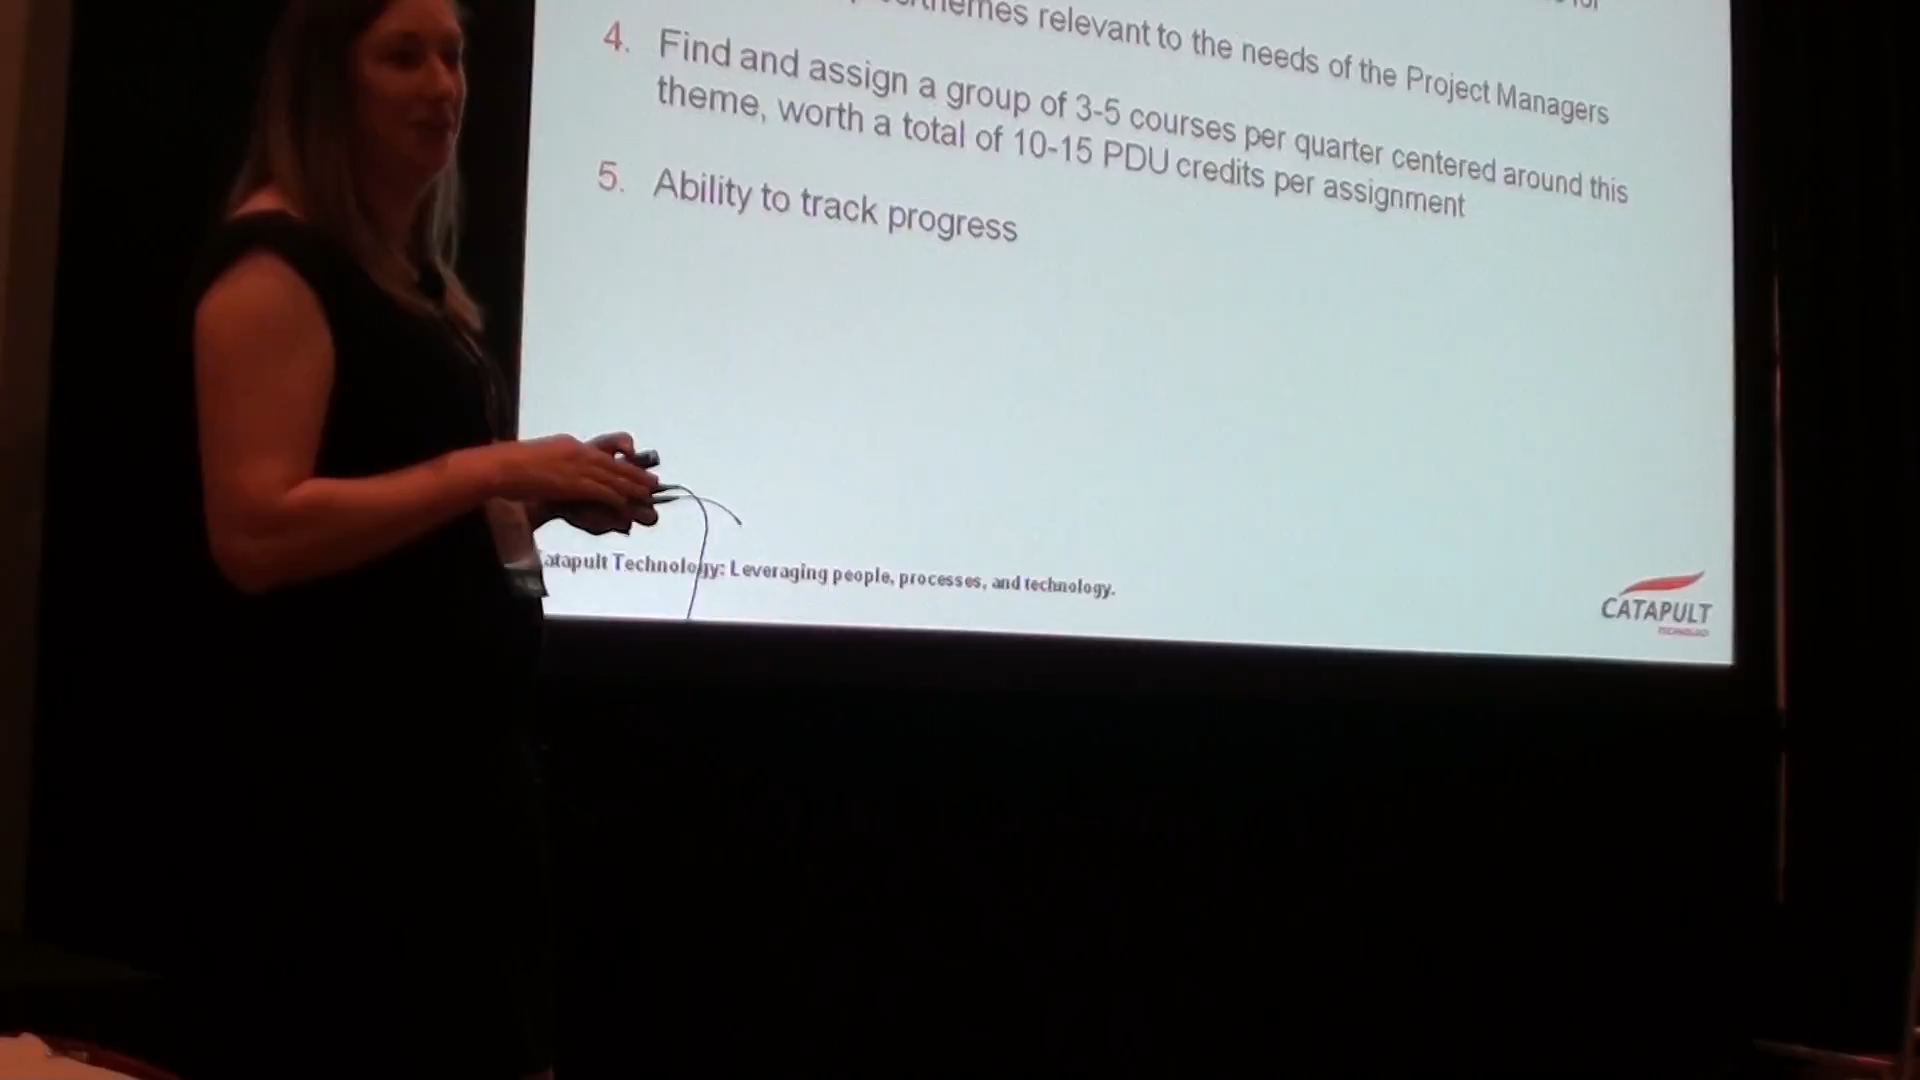 themes relevant to the needs of the Project Managers
4. Find and assign a group of 3-5 courses per quarter centered around this
theme, worth a total of 10-15 PDU credits per assignment
5. Ability to track progress
atapult Technology: Leveraging people, processes, and technology.
CATAPULT
TECHNOLOGY